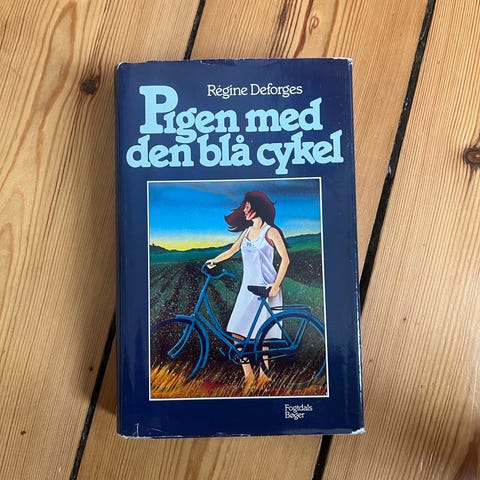 Régine Deforges
Pigen med
den blå cykel
Fogtdals
Bøger